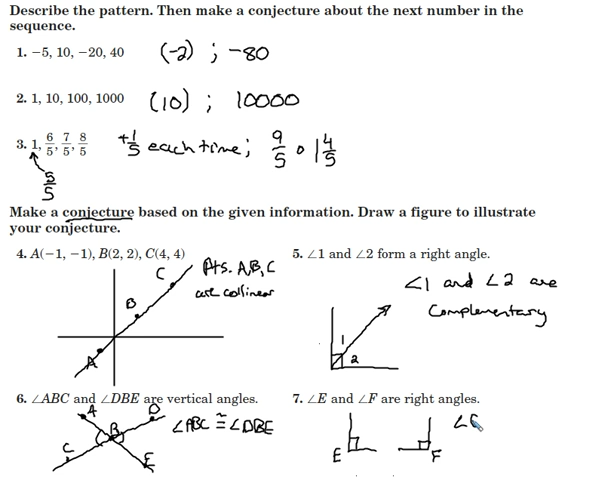 Describe the pattern. Then make a conjecture about the next number in the
sequence.
1. −5, 10, −20, 40 (-2) ; -80
2. 1, 10, 100, 1000 (10) ; 10000
3. 1, 6/5, 7/5, 8/5 +1/5 each time; 9/5 or 1 4/5
5/5
Make a conjecture based on the given information. Draw a figure to illustrate
your conjecture.
4. A(−1, −1), B(2, 2), C(4, 4)
Pts. A, B, C
are collinear
C
B
A
5. ∠1 and ∠2 form a right angle.
∠1 and ∠2 are
Complementary
1
2
6. ∠ABC and ∠DBE are vertical angles.
A D
B
C
E
∠ABC ≅ ∠DBE
7. ∠E and ∠F are right angles.
E F